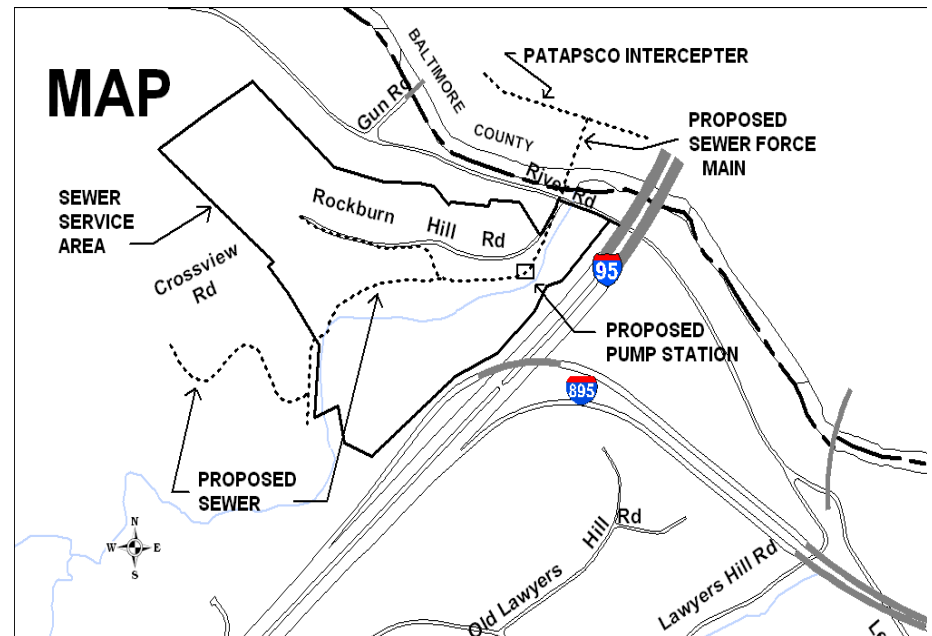 MAP
BALTIMORE
COUNTY
PATAPSCO INTERCEPTER
Gun Rd
PROPOSED
SEWER FORCE
MAIN
River Rd
SEWER
SERVICE
AREA
Rockburn Hill Rd
Crossview
Rd
95
PROPOSED
PUMP STATION
895
PROPOSED
SEWER
N
W E
S
Old Lawyers Hill Rd
Lawyers Hill Rd